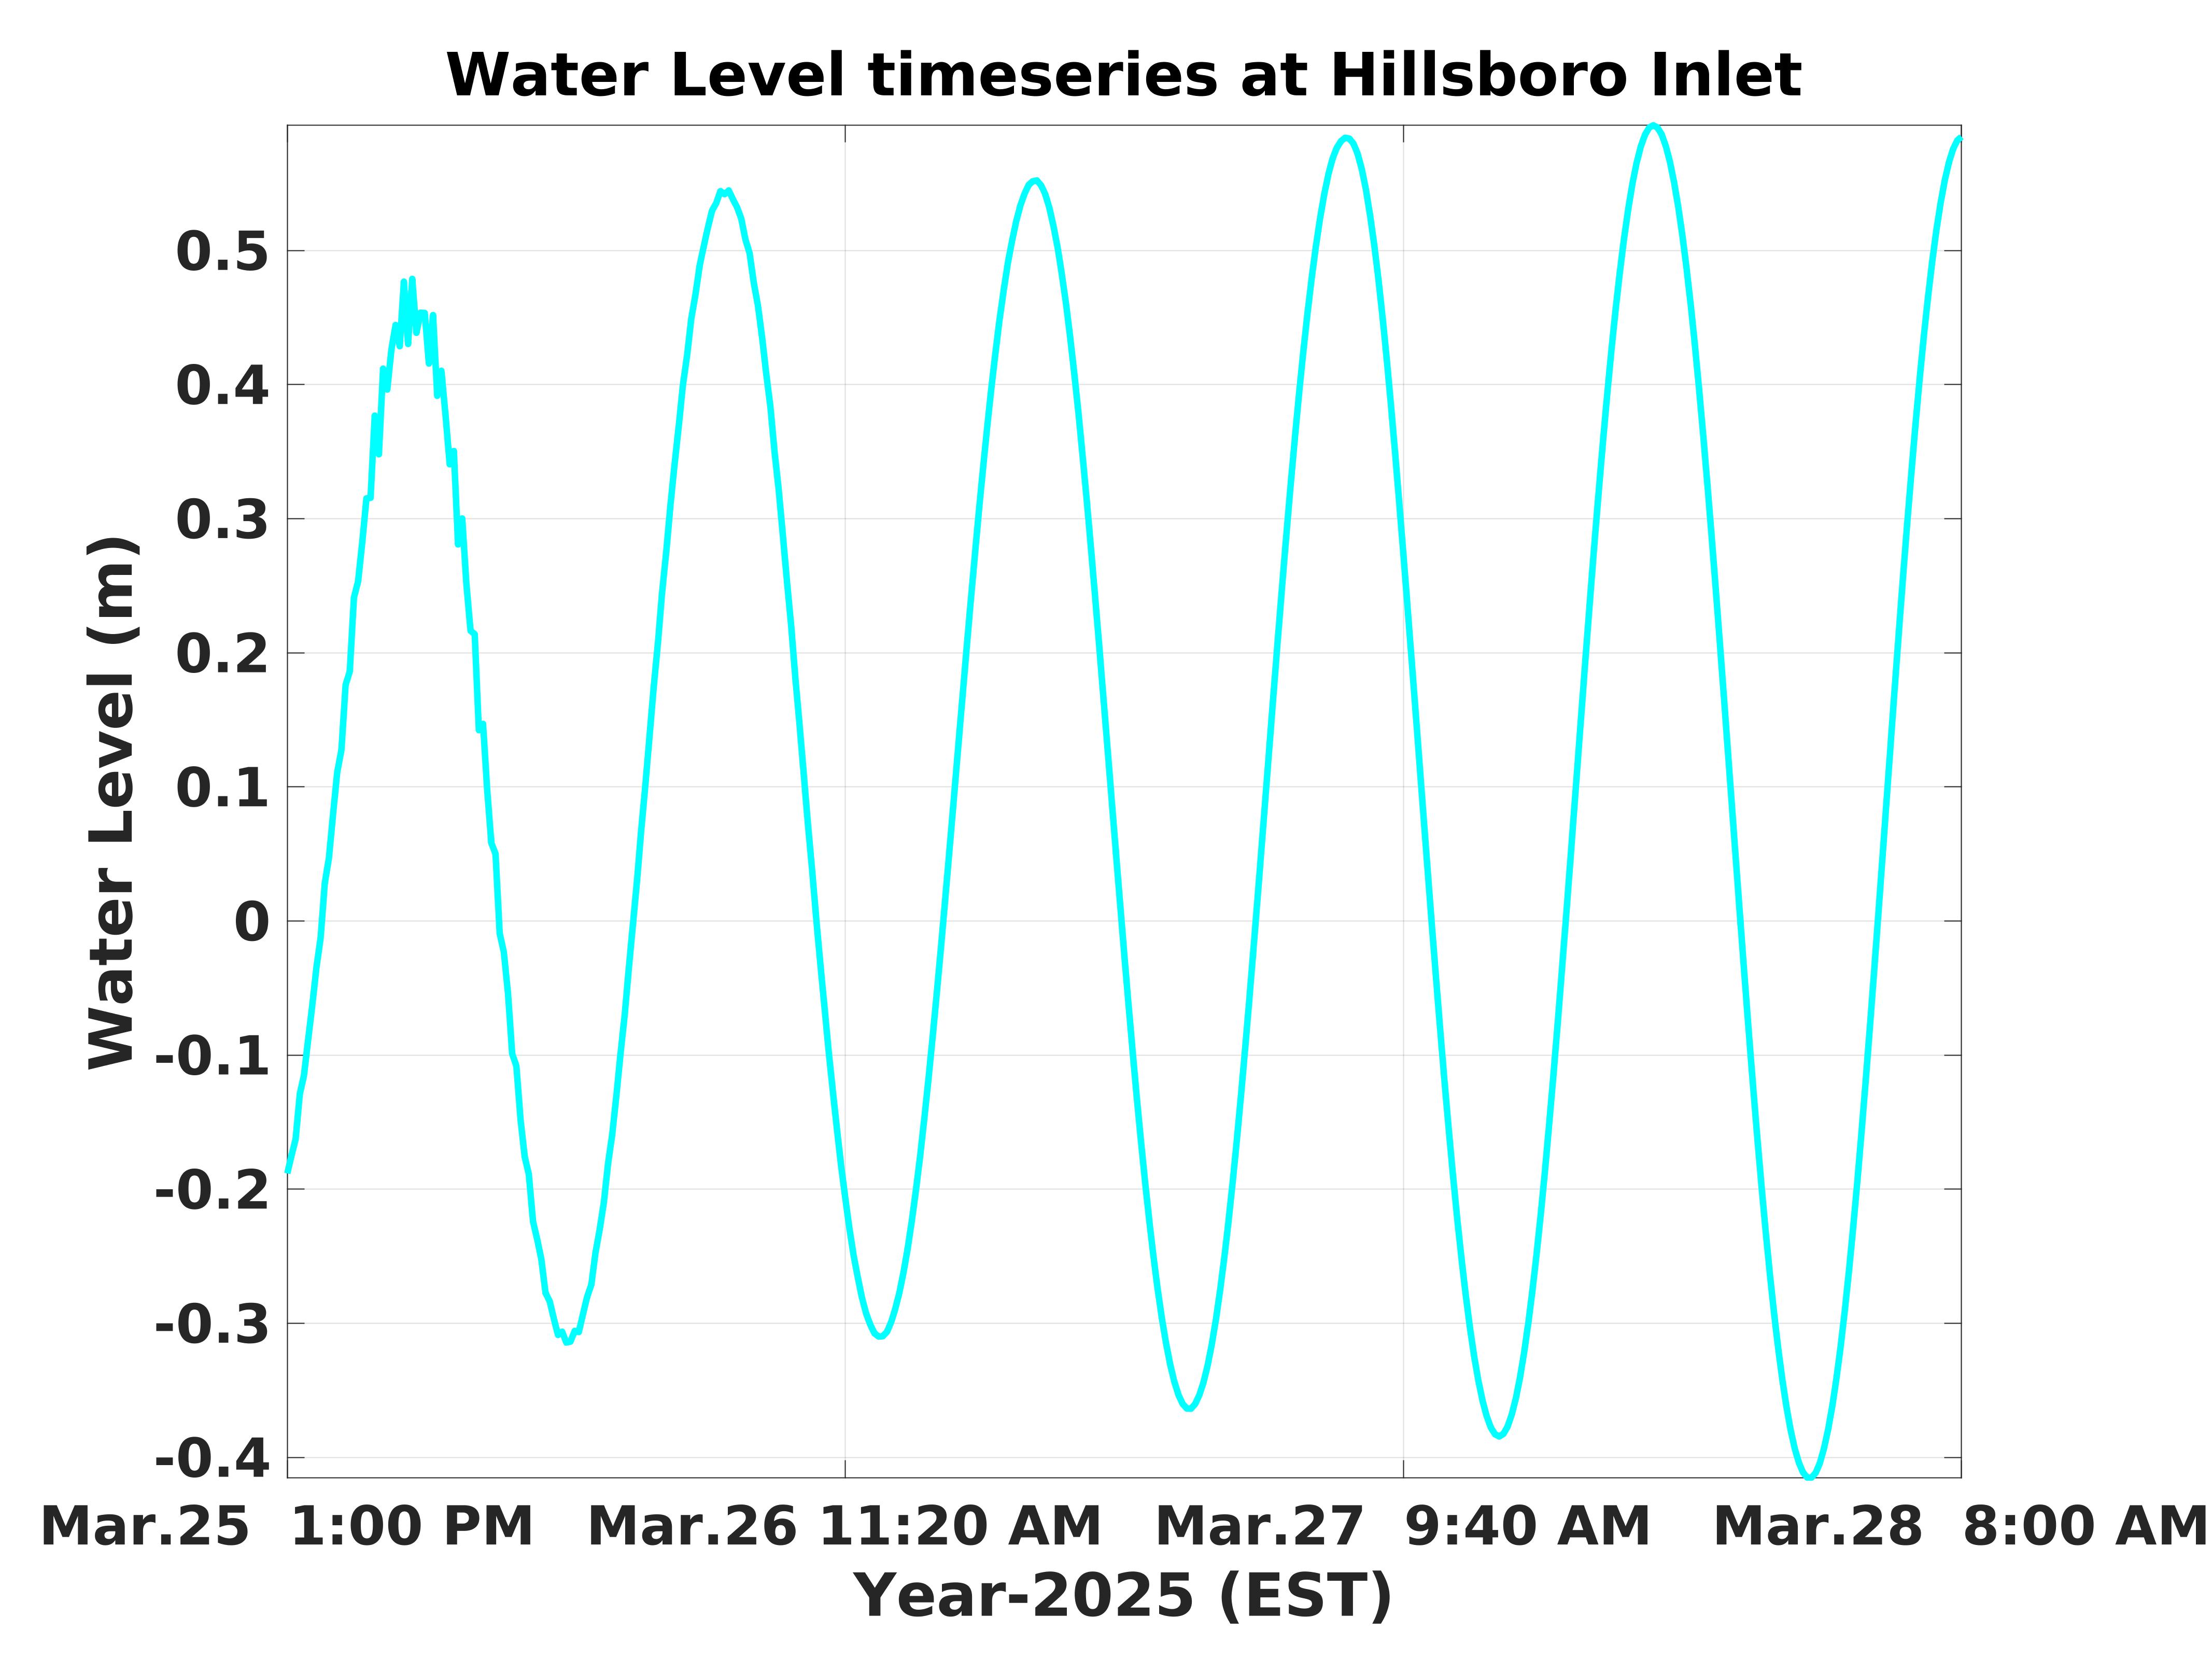 Water Level timeseries at Hillsboro Inlet
Water Level (m)
0.5
0.4
0.3
0.2
0.1
0
-0.1
-0.2
-0.3
-0.4
Mar.25 1:00 PM Mar.26 11:20 AM Mar.27 9:40 AM Mar.28 8:00 AM
Year-2025 (EST)